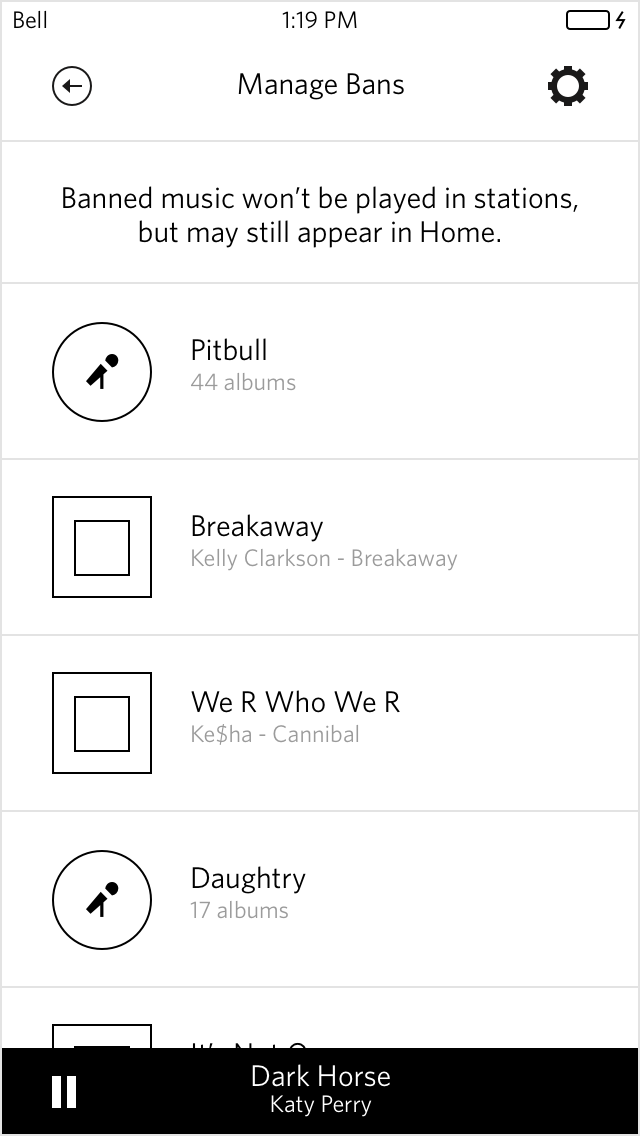 Bell
1:19 PM
Manage Bans
Banned music won’t be played in stations,
but may still appear in Home.
Pitbull
44 albums
Breakaway
Kelly Clarkson - Breakaway
We R Who We R
Ke$ha - Cannibal
Daughtry
17 albums
It's Not
Dark Horse
Katy Perry